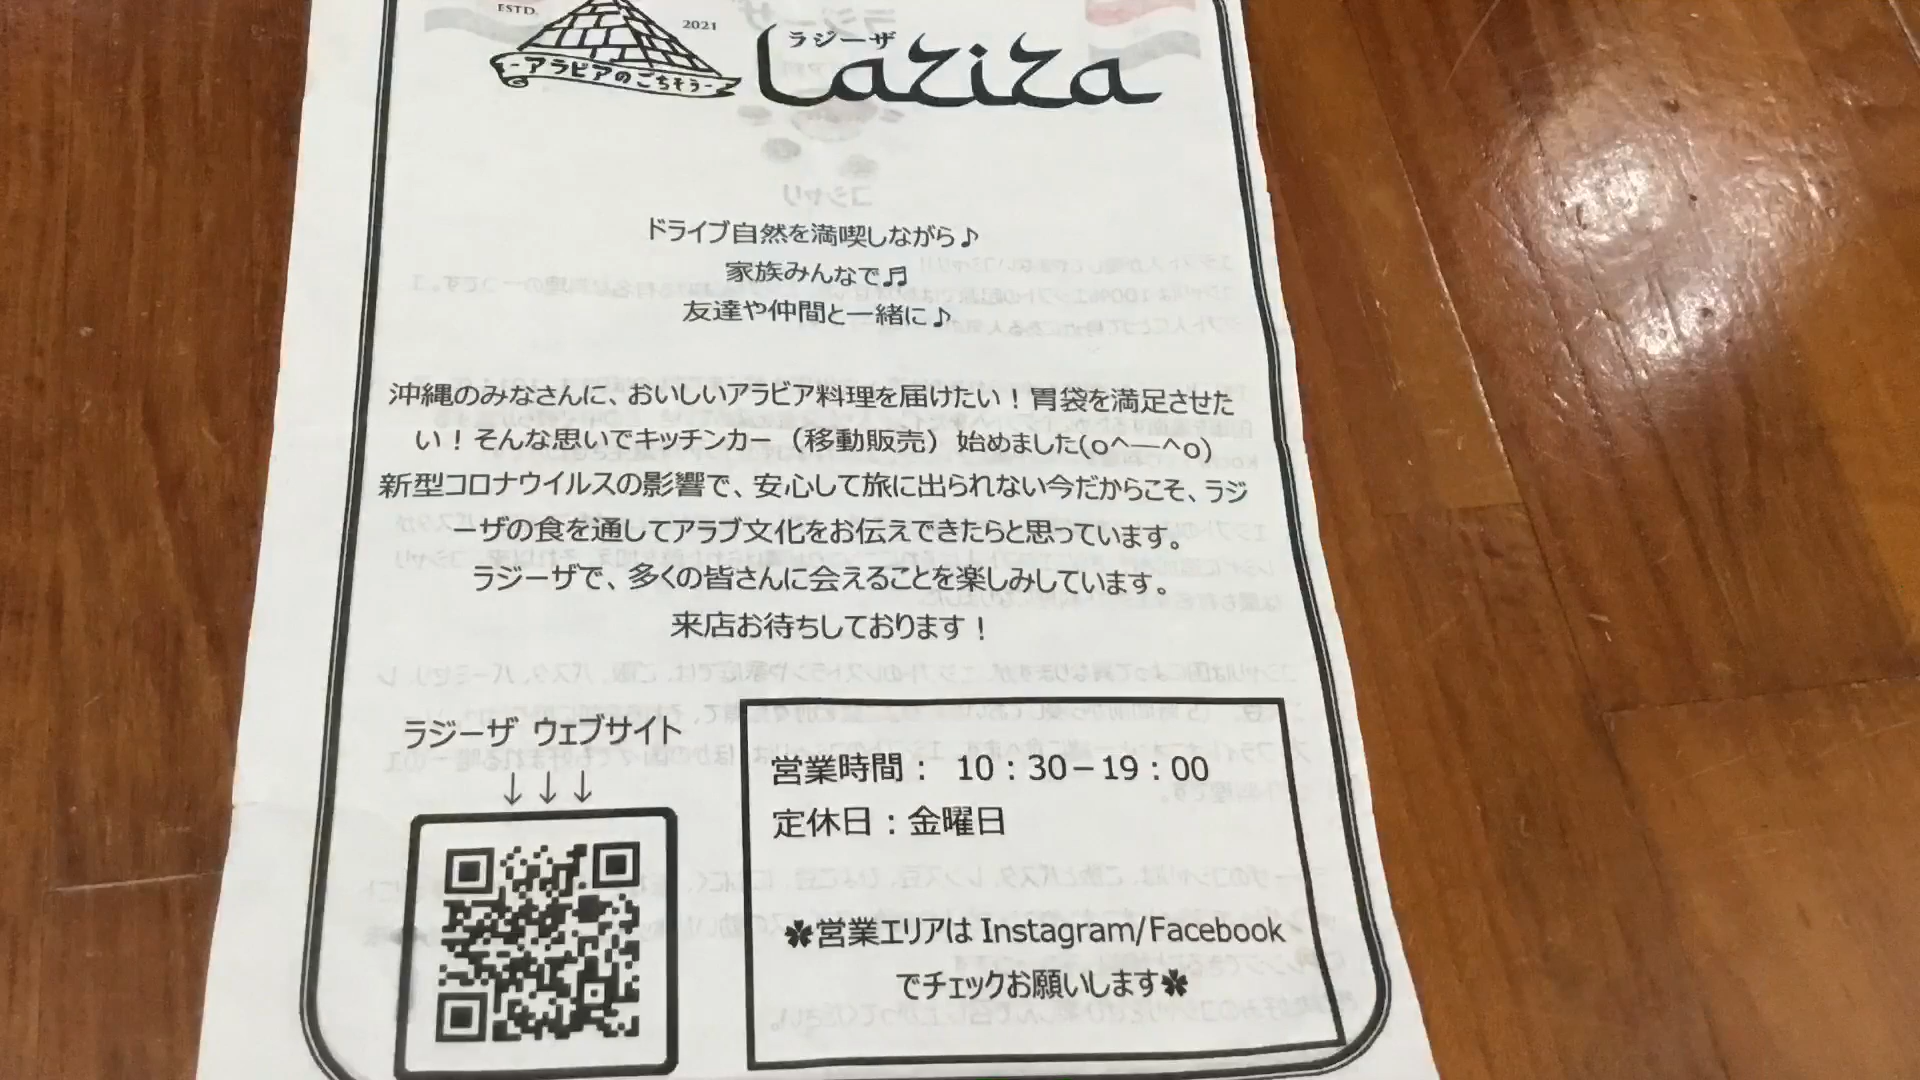 ESTD.
2021
-アラビアのごちそう-
ラジーザ
Laziza
ドライブ自然を満喫しながら♪
家族みんなで♬
友達や仲間と一緒に♪
沖縄のみなさんに、おいしいアラビア料理を届けたい！胃袋を満足させた
い！そんな思いでキッチンカー（移動販売）始めました(o^―^o)
新型コロナウイルスの影響で、安心して旅に出られない今だからこそ、ラジ
ーザの食を通してアラブ文化をお伝えできたらと思っています。
ラジーザで、多くの皆さんに会えることを楽しみしています。
来店お待ちしております！
ラジーザ ウェブサイト
↓↓↓
営業時間： 10：30－19：00
定休日：金曜日
✽営業エリアは Instagram/Facebook
でチェックお願いします✽